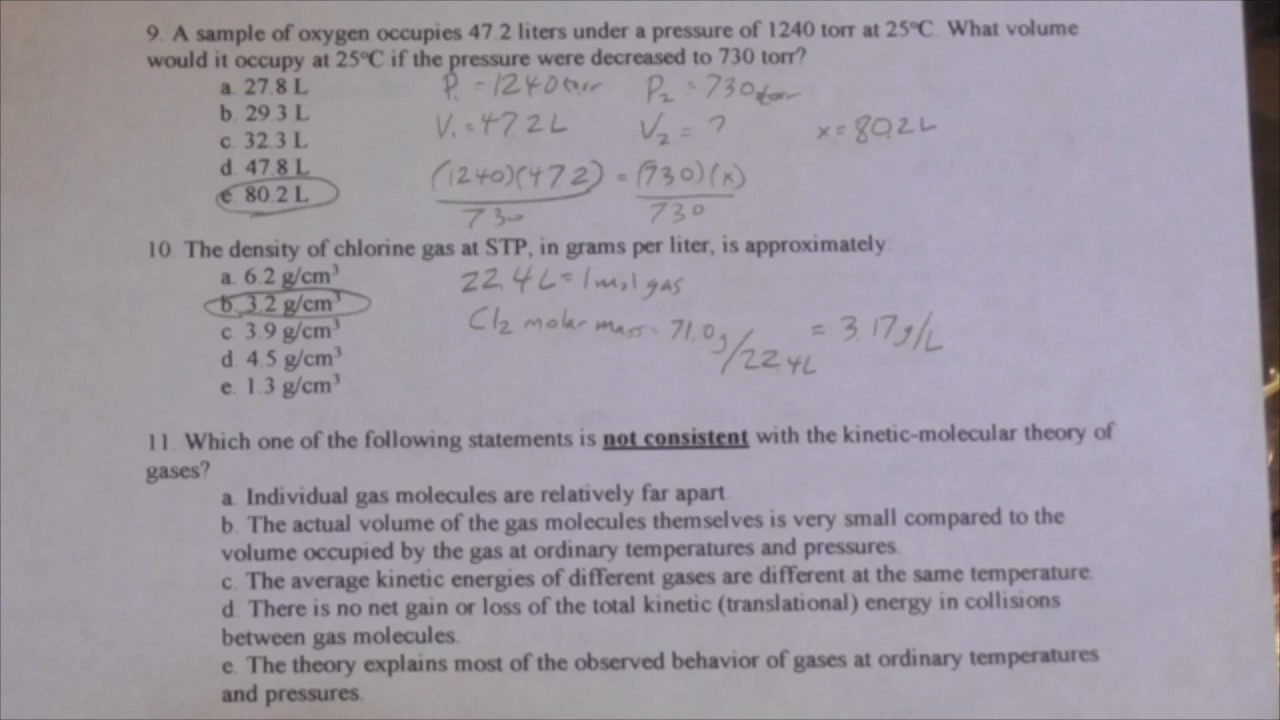 9. A sample of oxygen occupies 47.2 liters under a pressure of 1240 torr at 25°C. What volume
would it occupy at 25°C if the pressure were decreased to 730 torr?
a. 27.8 L
P₁ = 1240 torr P₂ = 730 torr
b. 29.3 L
V₁ = 47.2L V₂ = ? x = 80.2L
c. 32.3 L
d. 47.8 L
(1240)(47.2) = (730)(x)
e. 80.2 L
730 730
10. The density of chlorine gas at STP, in grams per liter, is approximately
a. 6.2 g/cm³
22.4 L = 1 mol gas
b. 3.2 g/cm³
Cl₂ molar mass = 71.0g/22.4L = 3.17g/L
c. 3.9 g/cm³
d. 4.5 g/cm³
e. 1.3 g/cm³
11. Which one of the following statements is not consistent with the kinetic-molecular theory of
gases?
a. Individual gas molecules are relatively far apart.
b. The actual volume of the gas molecules themselves is very small compared to the
volume occupied by the gas at ordinary temperatures and pressures.
c. The average kinetic energies of different gases are different at the same temperature.
d. There is no net gain or loss of the total kinetic (translational) energy in collisions
between gas molecules.
e. The theory explains most of the observed behavior of gases at ordinary temperatures
and pressures.